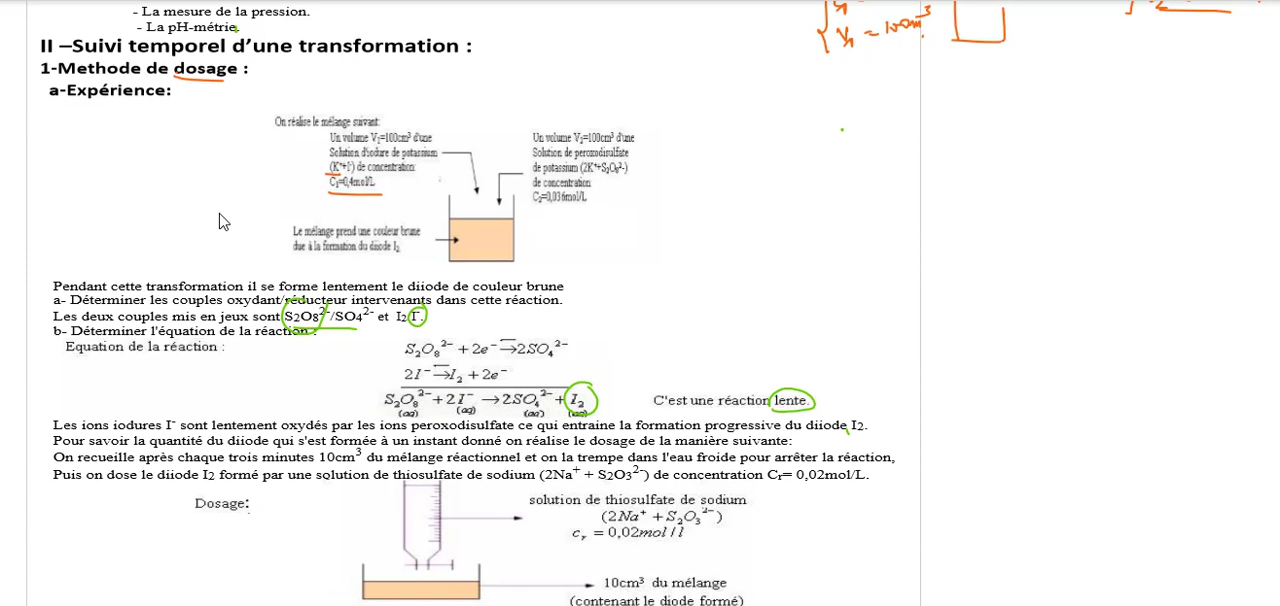 - La mesure de la pression.
- La pH-métrie.
II –Suivi temporel d’une transformation :
1-Methode de dosage :
a-Expérience:
On réalise le mélange suivant:
Un volume V1=100cm³ d'une
Solution d'iodure de potassium
(K⁺+I⁻) de concentration:
C1=0,4mol/L
Un volume V2=100cm³ d'une
Solution de peroxodisulfate
de potassium (2K⁺+S2O8²⁻)
de concentration
C2=0,036mol/L
Le mélange prend une couleur brune
due à la formation du diiode I2
Pendant cette transformation il se forme lentement le diiode de couleur brune
a- Déterminer les couples oxydant/réducteur intervenants dans cette réaction.
Les deux couples mis en jeux sont S2O8²⁻/SO4²⁻ et I2/I⁻.
b- Déterminer l'équation de la réaction :
Equation de la réaction :
S₂O₈²⁻ + 2e⁻ → 2SO₄²⁻
2I⁻ → I₂ + 2e⁻
S₂O₈²⁻ + 2I⁻ → 2SO₄²⁻ + I₂ C'est une réaction lente.
(aq) (aq) (aq) (aq)
Les ions iodures I⁻ sont lentement oxydés par les ions peroxodisulfate ce qui entraine la formation progressive du diiode I2.
Pour savoir la quantité du diiode qui s'est formée à un instant donné on réalise le dosage de la manière suivante:
On recueille après chaque trois minutes 10cm³ du mélange réactionnel et on la trempe dans l'eau froide pour arrêter la réaction,
Puis on dose le diiode I2 formé par une solution de thiosulfate de sodium (2Na⁺ + S2O3²⁻) de concentration Cr= 0,02mol/L.
Dosage:
solution de thiosulfate de sodium
(2Na⁺ + S₂O₃²⁻)
cᵣ = 0,02mol/l
10cm³ du mélange
(contenant le diode formé)